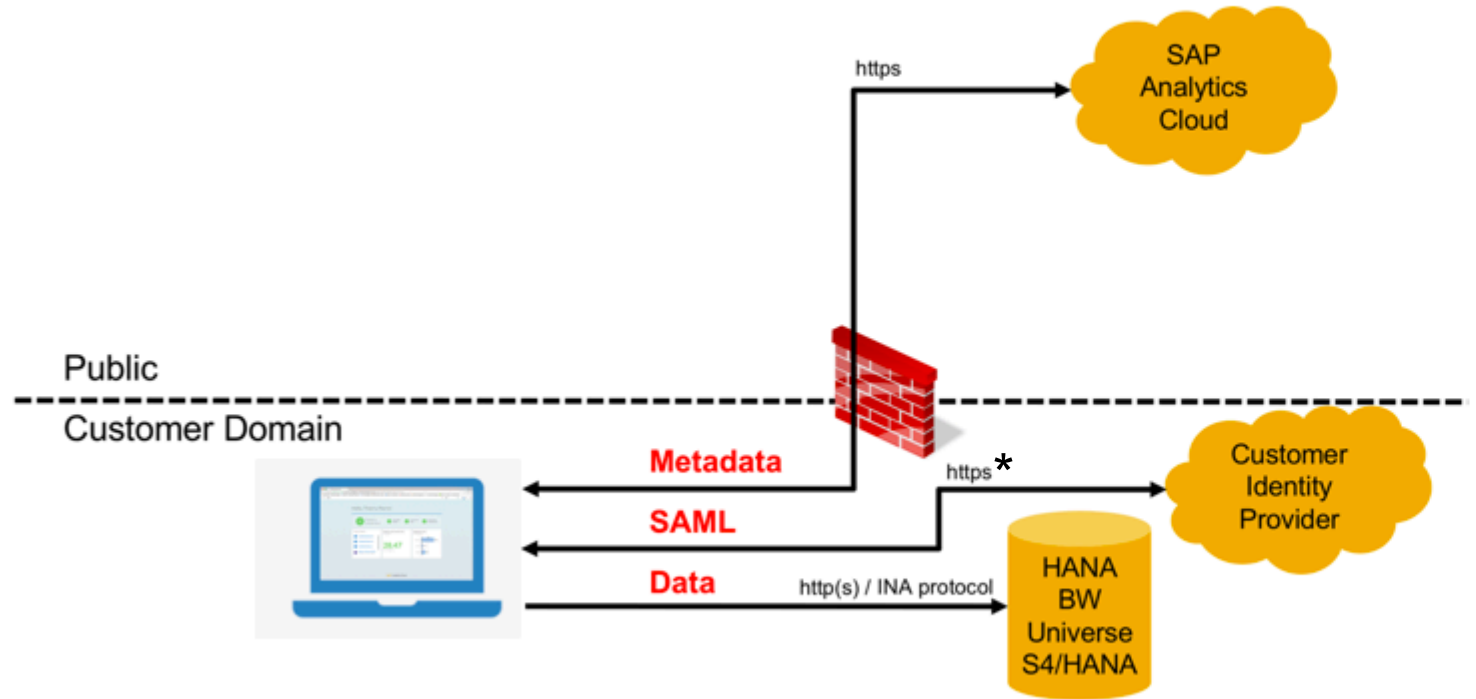 SAP
Analytics
Cloud
https
Public
Customer Domain
Metadata
https*
Customer
Identity
Provider
SAML
Data
http(s) / INA protocol
HANA
BW
Universe
S4/HANA